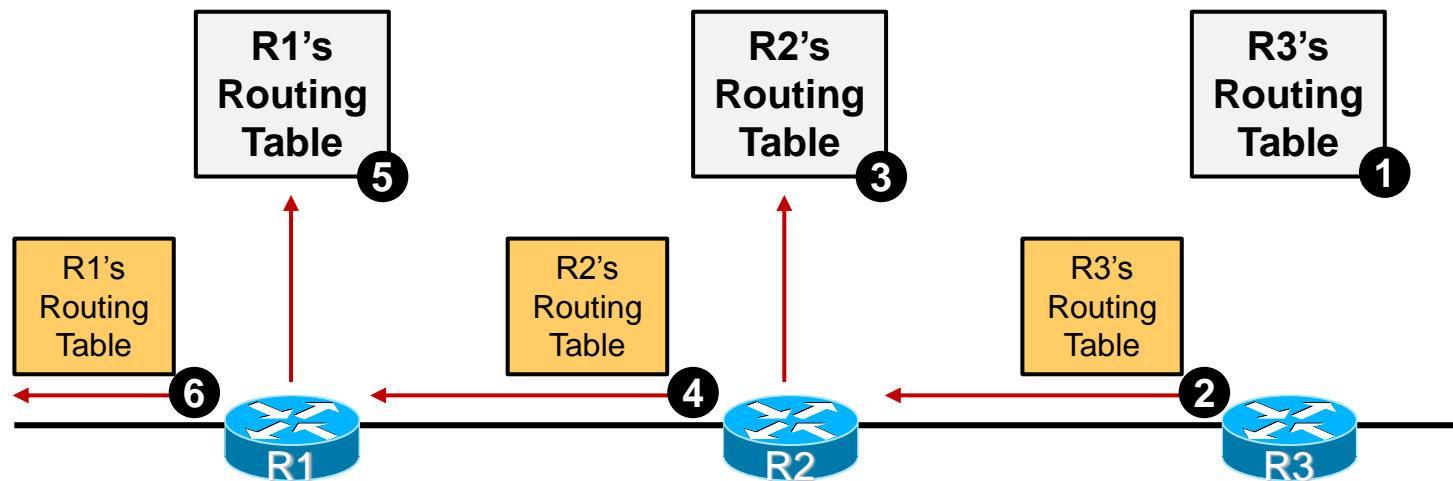 R1’s
Routing
Table
5
R2’s
Routing
Table
3
R3’s
Routing
Table
1
R1’s
Routing
Table
6
R2’s
Routing
Table
4
R3’s
Routing
Table
2
R1
R2
R3